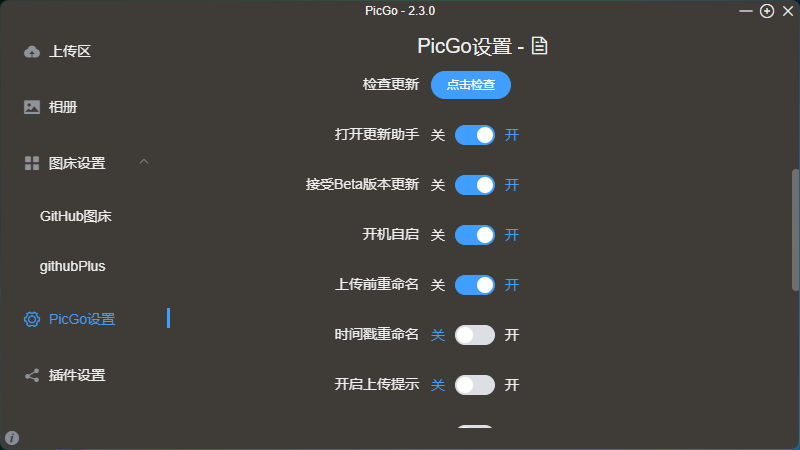 PicGo - 2.3.0
上传区
相册
图床设置
GitHub图床
githubPlus
PicGo设置
插件设置
PicGo设置 -
检查更新 点击检查
打开更新助手 关 开
接受Beta版本更新 关 开
开机自启 关 开
上传前重命名 关 开
时间戳重命名 关 开
开启上传提示 关 开